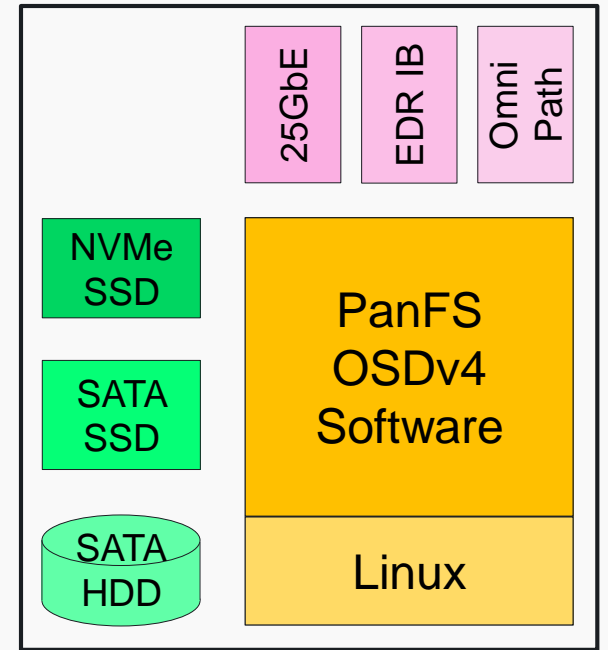 25GbE
EDR IB
Omni
Path
NVMe
SSD
PanFS
OSDv4
Software
SATA
SSD
SATA
HDD
Linux